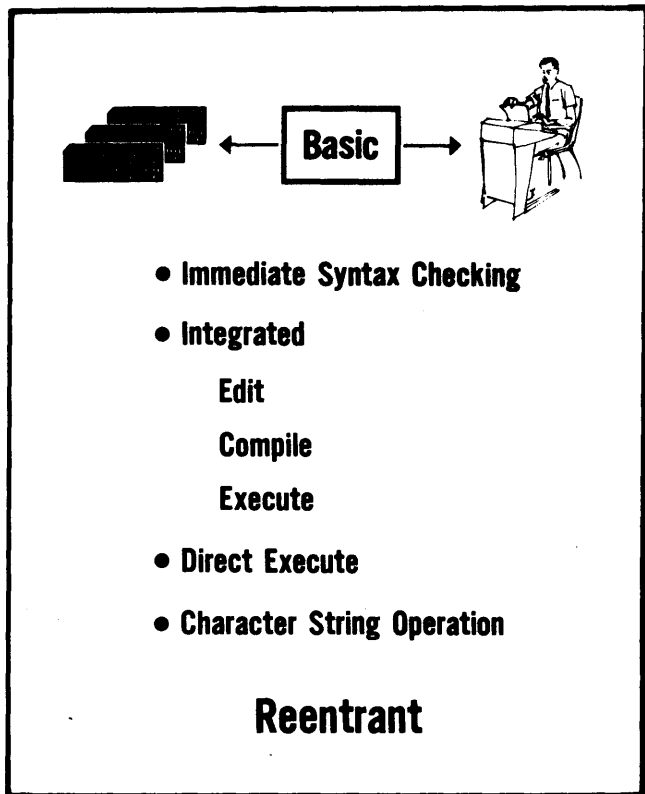 Basic
• Immediate Syntax Checking
• Integrated
Edit
Compile
Execute
• Direct Execute
• Character String Operation
Reentrant